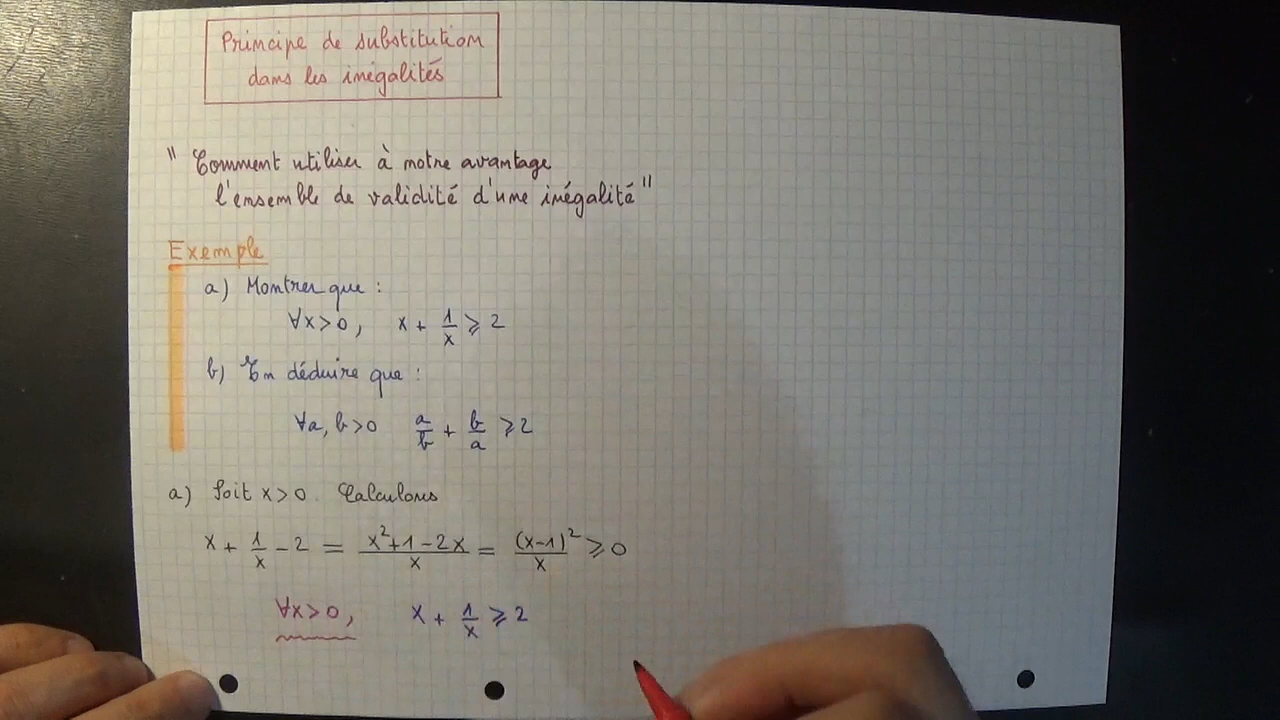 Principe de substitution
dans les inégalités
" Comment utiliser à notre avantage
l'ensemble de validité d'une inégalité "
Exemple
a) Montrer que :
∀x>0, x + 1/x ⩾ 2
b) En déduire que :
∀a, b>0 a/b + b/a ⩾ 2
a) Soit x>0 Calculons
x + 1/x - 2 = (x²+1-2x)/x = (x-1)²/x ⩾ 0
∀x>0, x + 1/x ⩾ 2